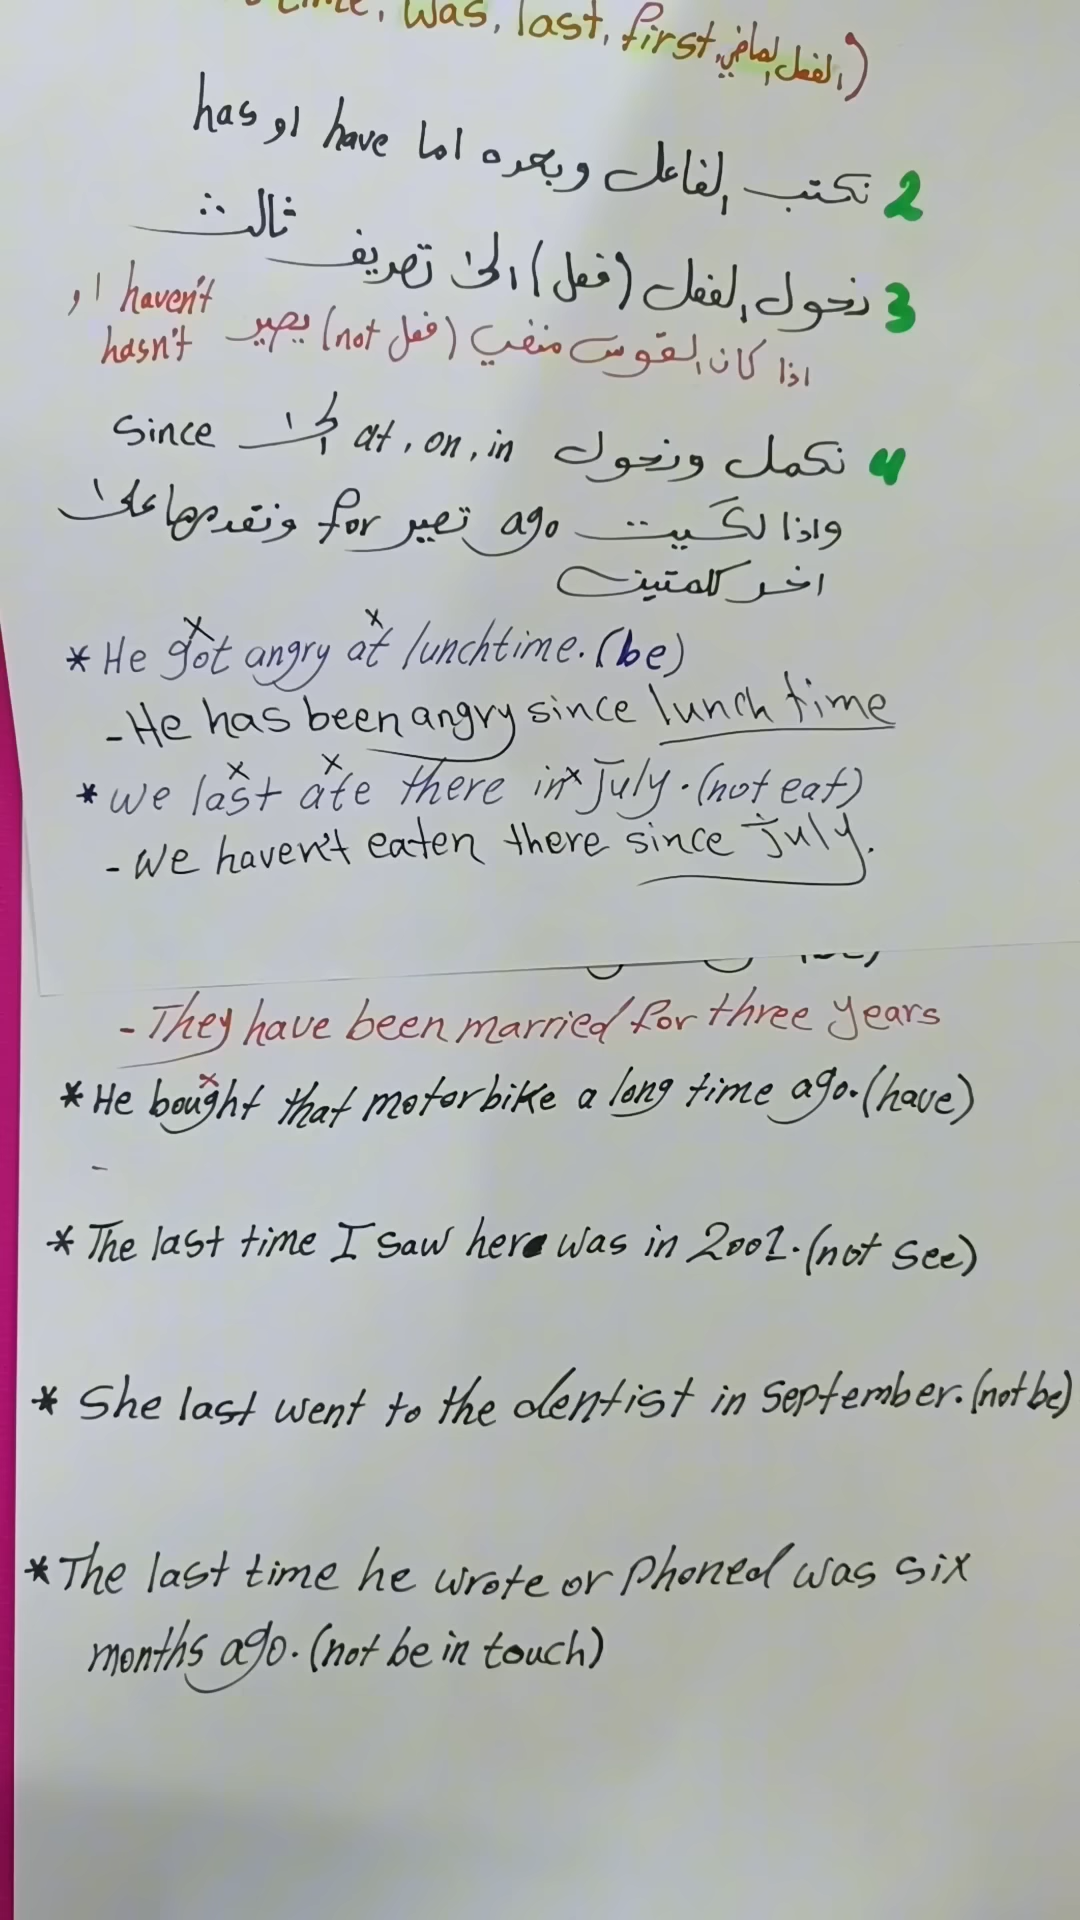 time, was, last, first, الفعل الماضي)
2 نكتب الفاعل وبعده اما have او has
3 نحول الفعل (فعل) الى تصريف ثالث
اذا كان القوس منفي (فعل not) يصير haven't او
hasn't
4 نكمل ونحول at, on, in الى since
واذا لكيت ago تصير for ونقدمها على
اخر كلمتين
* He got angry at lunchtime. (be)
- He has been angry since lunch time
* we last ate there in July. (not eat)
- we haven't eaten there since July.
- They have been married for three years
* He bought that motorbike a long time ago. (have)
-
* The last time I saw here was in 2001. (not see)
* She last went to the dentist in September. (not be)
* The last time he wrote or phoned was six
months ago. (not be in touch)